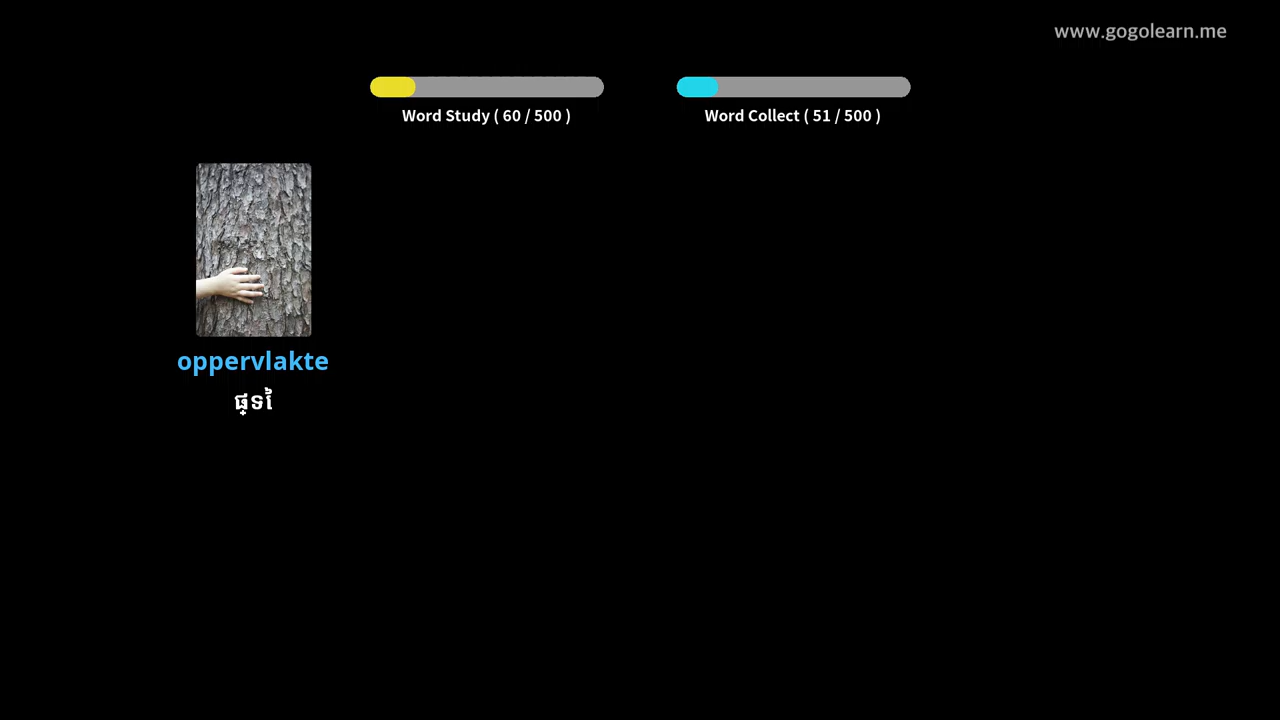 www.gogolearn.me
Word Study ( 60 / 500 )
Word Collect ( 51 / 500 )
oppervlakte
ផ្ទៃ